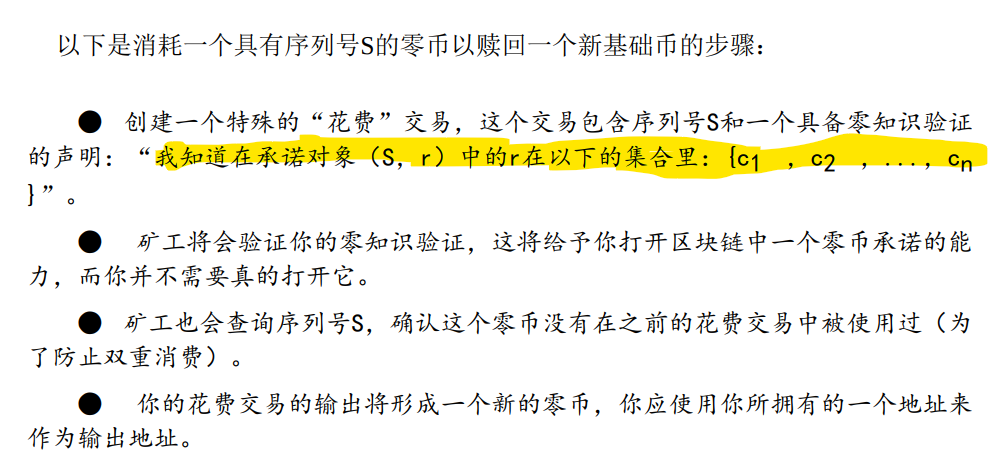 以下是消耗一个具有序列号S的零币以赎回一个新基础币的步骤：
● 创建一个特殊的“花费”交易，这个交易包含序列号S和一个具备零知识验证
的声明：“我知道在承诺对象（S，r）中的r在以下的集合里：{c1 ，c2 ，...，cn
}”。
● 矿工将会验证你的零知识验证，这将给予你打开区块链中一个零币承诺的能
力，而你并不需要真的打开它。
● 矿工也会查询序列号S，确认这个零币没有在之前的花费交易中被使用过（为
了防止双重消费）。
● 你的花费交易的输出将形成一个新的零币，你应使用你所拥有的一个地址来
作为输出地址。